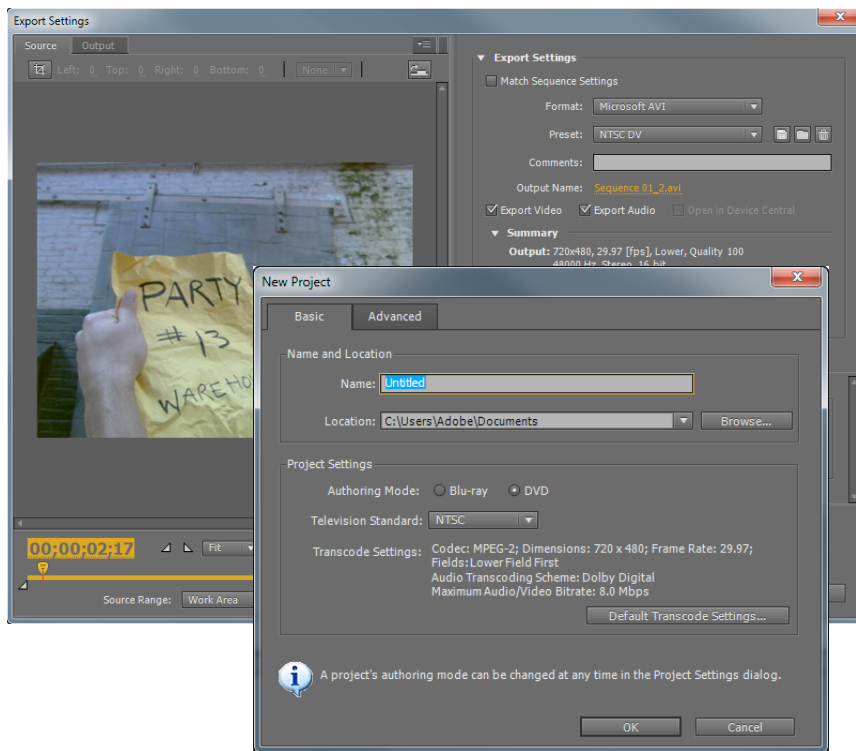 Export Settings
Source Output
Left: 0 Top: 0 Right: 0 Bottom: 0 None
Export Settings
Match Sequence Settings
Format: Microsoft AVI
Preset: NTSC DV
Comments:
Output Name: Sequence 01_2.avi
Export Video Export Audio Open in Device Central
Summary
Output: 720x480, 29.97 [fps], Lower, Quality 100
48000 Hz, Stereo, 16 bit
PARTY
#13
WAREHO
00;00;02;17 Fit
Source Range: Work Area
New Project
Basic Advanced
Name and Location
Name: Untitled
Location: C:\Users\Adobe\Documents Browse...
Project Settings
Authoring Mode: Blu-ray DVD
Television Standard: NTSC
Transcode Settings: Codec: MPEG-2; Dimensions: 720 x 480; Frame Rate: 29.97;
Fields:Lower Field First
Audio Transcoding Scheme: Dolby Digital
Maximum Audio/Video Bitrate: 8.0 Mbps
Default Transcode Settings...
A project's authoring mode can be changed at any time in the Project Settings dialog.
OK Cancel